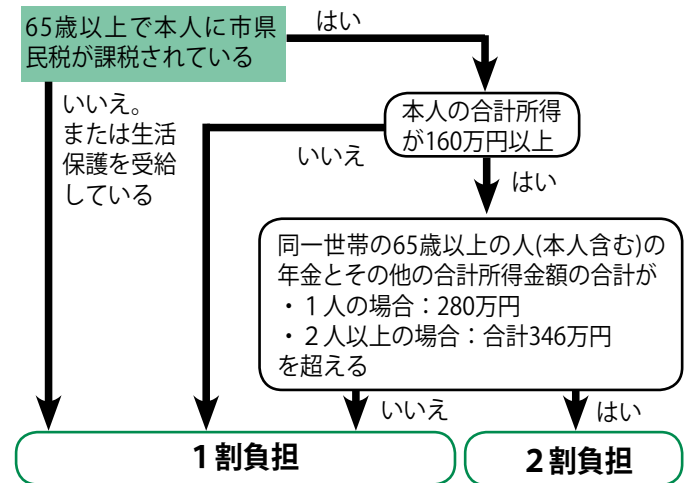 65歳以上で本人に市県
民税が課税されている
はい
いいえ。
または生活
保護を受給
している
本人の合計所得
が160万円以上
いいえ
はい
同一世帯の65歳以上の人(本人含む)の
年金とその他の合計所得金額の合計が
・１人の場合：280万円
・２人以上の場合：合計346万円
を超える
いいえ
はい
１割負担
２割負担